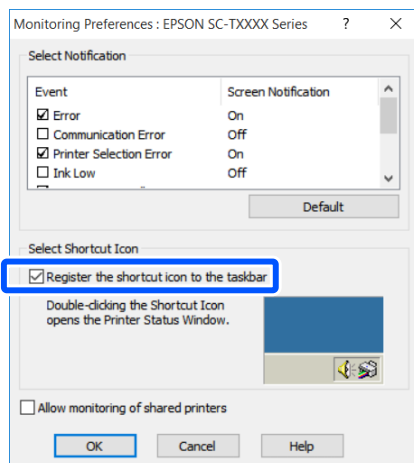 Monitoring Preferences : EPSON SC-TXXXX Series ? ×
Select Notification
Event Screen Notification
Error On
Communication Error Off
Printer Selection Error On
Ink Low Off
Default
Select Shortcut Icon
Register the shortcut icon to the taskbar
Double-clicking the Shortcut Icon
opens the Printer Status Window.
Allow monitoring of shared printers
OK Cancel Help